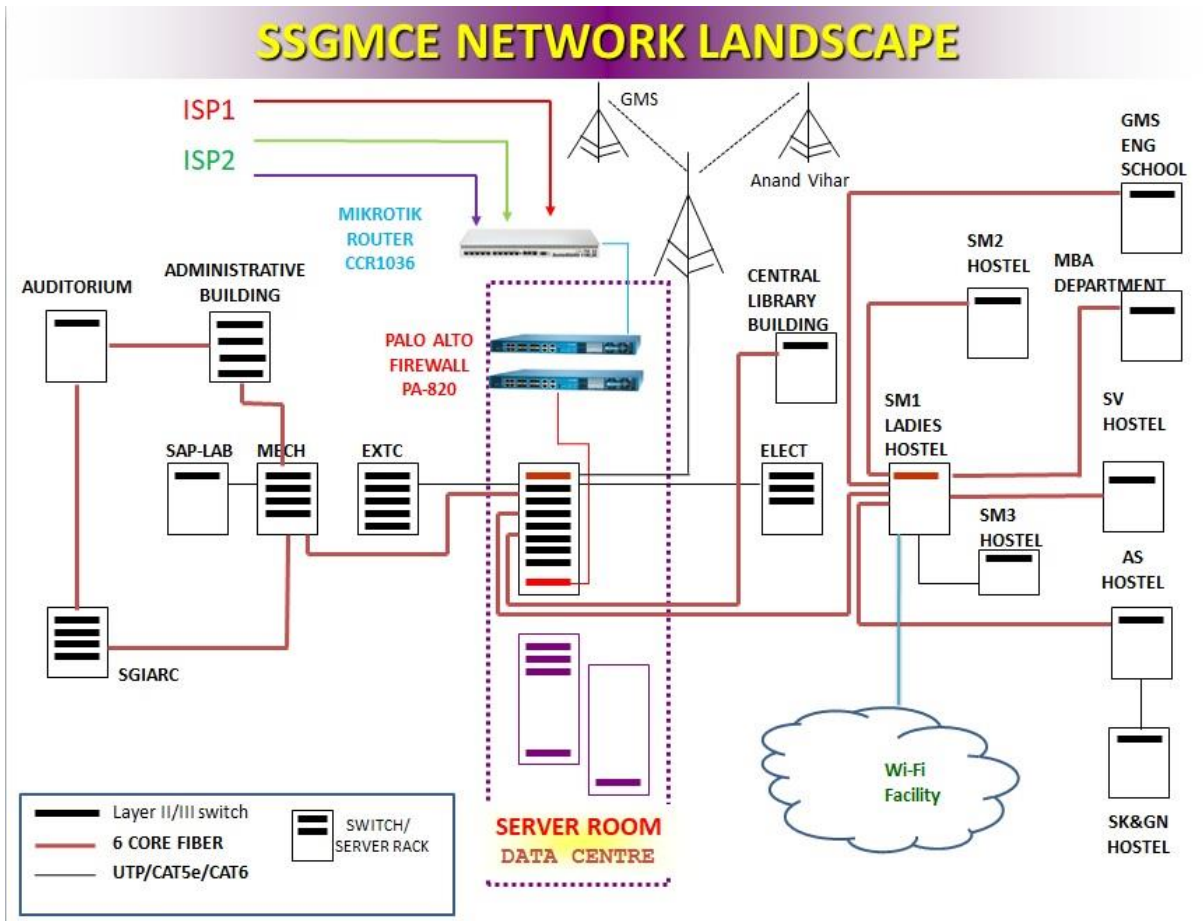 SSGMCE NETWORK LANDSCAPE
ISP1
ISP2
GMS
Anand Vihar
GMS
ENG
SCHOOL
MIKROTIK
ROUTER
CCR1036
SM2
HOSTEL
MBA
DEPARTMENT
AUDITORIUM
ADMINISTRATIVE
BUILDING
CENTRAL
LIBRARY
BUILDING
PALO ALTO
FIREWALL
PA-820
SM1
LADIES
HOSTEL
SV
HOSTEL
SAP-LAB
MECH
EXTC
ELECT
SM3
HOSTEL
AS
HOSTEL
SGIARC
Wi-Fi
Facility
SK&GN
HOSTEL
SERVER ROOM
DATA CENTRE
Layer II/III switch
6 CORE FIBER
UTP/CAT5e/CAT6
SWITCH/
SERVER RACK